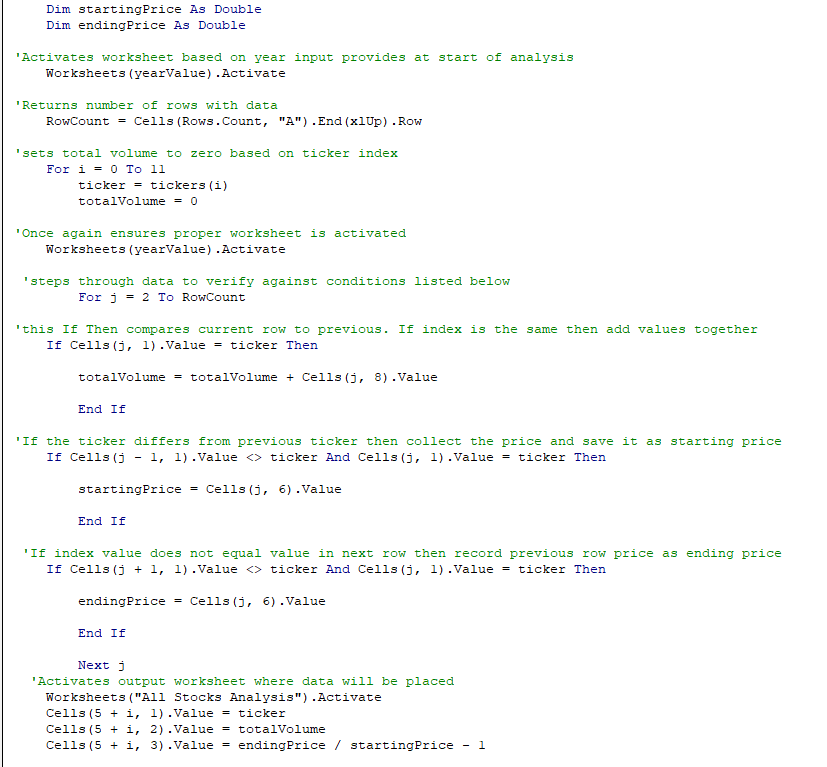 Dim startingPrice As Double
Dim endingPrice As Double
'Activates worksheet based on year input provides at start of analysis
Worksheets(yearValue).Activate
'Returns number of rows with data
RowCount = Cells(Rows.Count, "A").End(xlUp).Row
'sets total volume to zero based on ticker index
For i = 0 To 11
ticker = tickers(i)
totalVolume = 0
'Once again ensures proper worksheet is activated
Worksheets(yearValue).Activate
'steps through data to verify against conditions listed below
For j = 2 To RowCount
'this If Then compares current row to previous. If index is the same then add values together
If Cells(j, 1).Value = ticker Then
totalVolume = totalVolume + Cells(j, 8).Value
End If
'If the ticker differs from previous ticker then collect the price and save it as starting price
If Cells(j - 1, 1).Value <> ticker And Cells(j, 1).Value = ticker Then
startingPrice = Cells(j, 6).Value
End If
'If index value does not equal value in next row then record previous row price as ending price
If Cells(j + 1, 1).Value <> ticker And Cells(j, 1).Value = ticker Then
endingPrice = Cells(j, 6).Value
End If
Next j
'Activates output worksheet where data will be placed
Worksheets("All Stocks Analysis").Activate
Cells(5 + i, 1).Value = ticker
Cells(5 + i, 2).Value = totalVolume
Cells(5 + i, 3).Value = endingPrice / startingPrice - 1